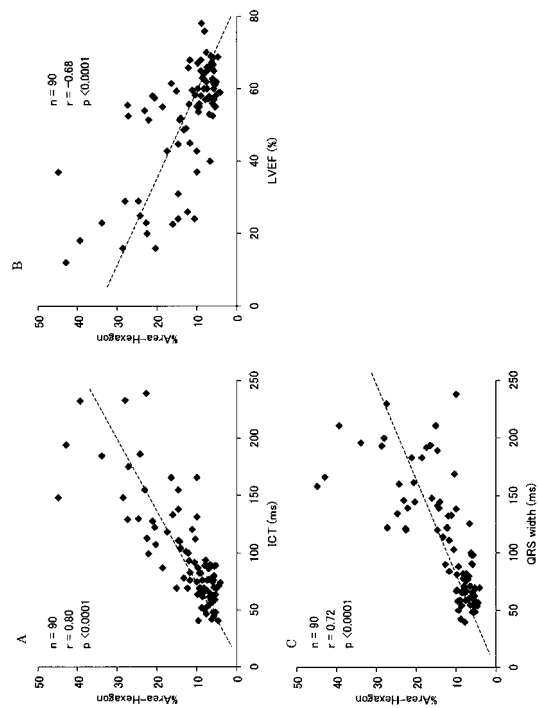 A
n = 90
r = 0.80
p <0.0001
%Area-Hexagon
50
40
30
20
10
0
0
50
100
150
200
250
ICT (ms)
B
n = 90
r = -0.68
p <0.0001
%Area-Hexagon
50
40
30
20
10
0
0
20
40
60
80
LVEF (%)
C
n = 90
r = 0.72
p <0.0001
%Area-Hexagon
50
40
30
20
10
0
0
50
100
150
200
250
QRS width (ms)